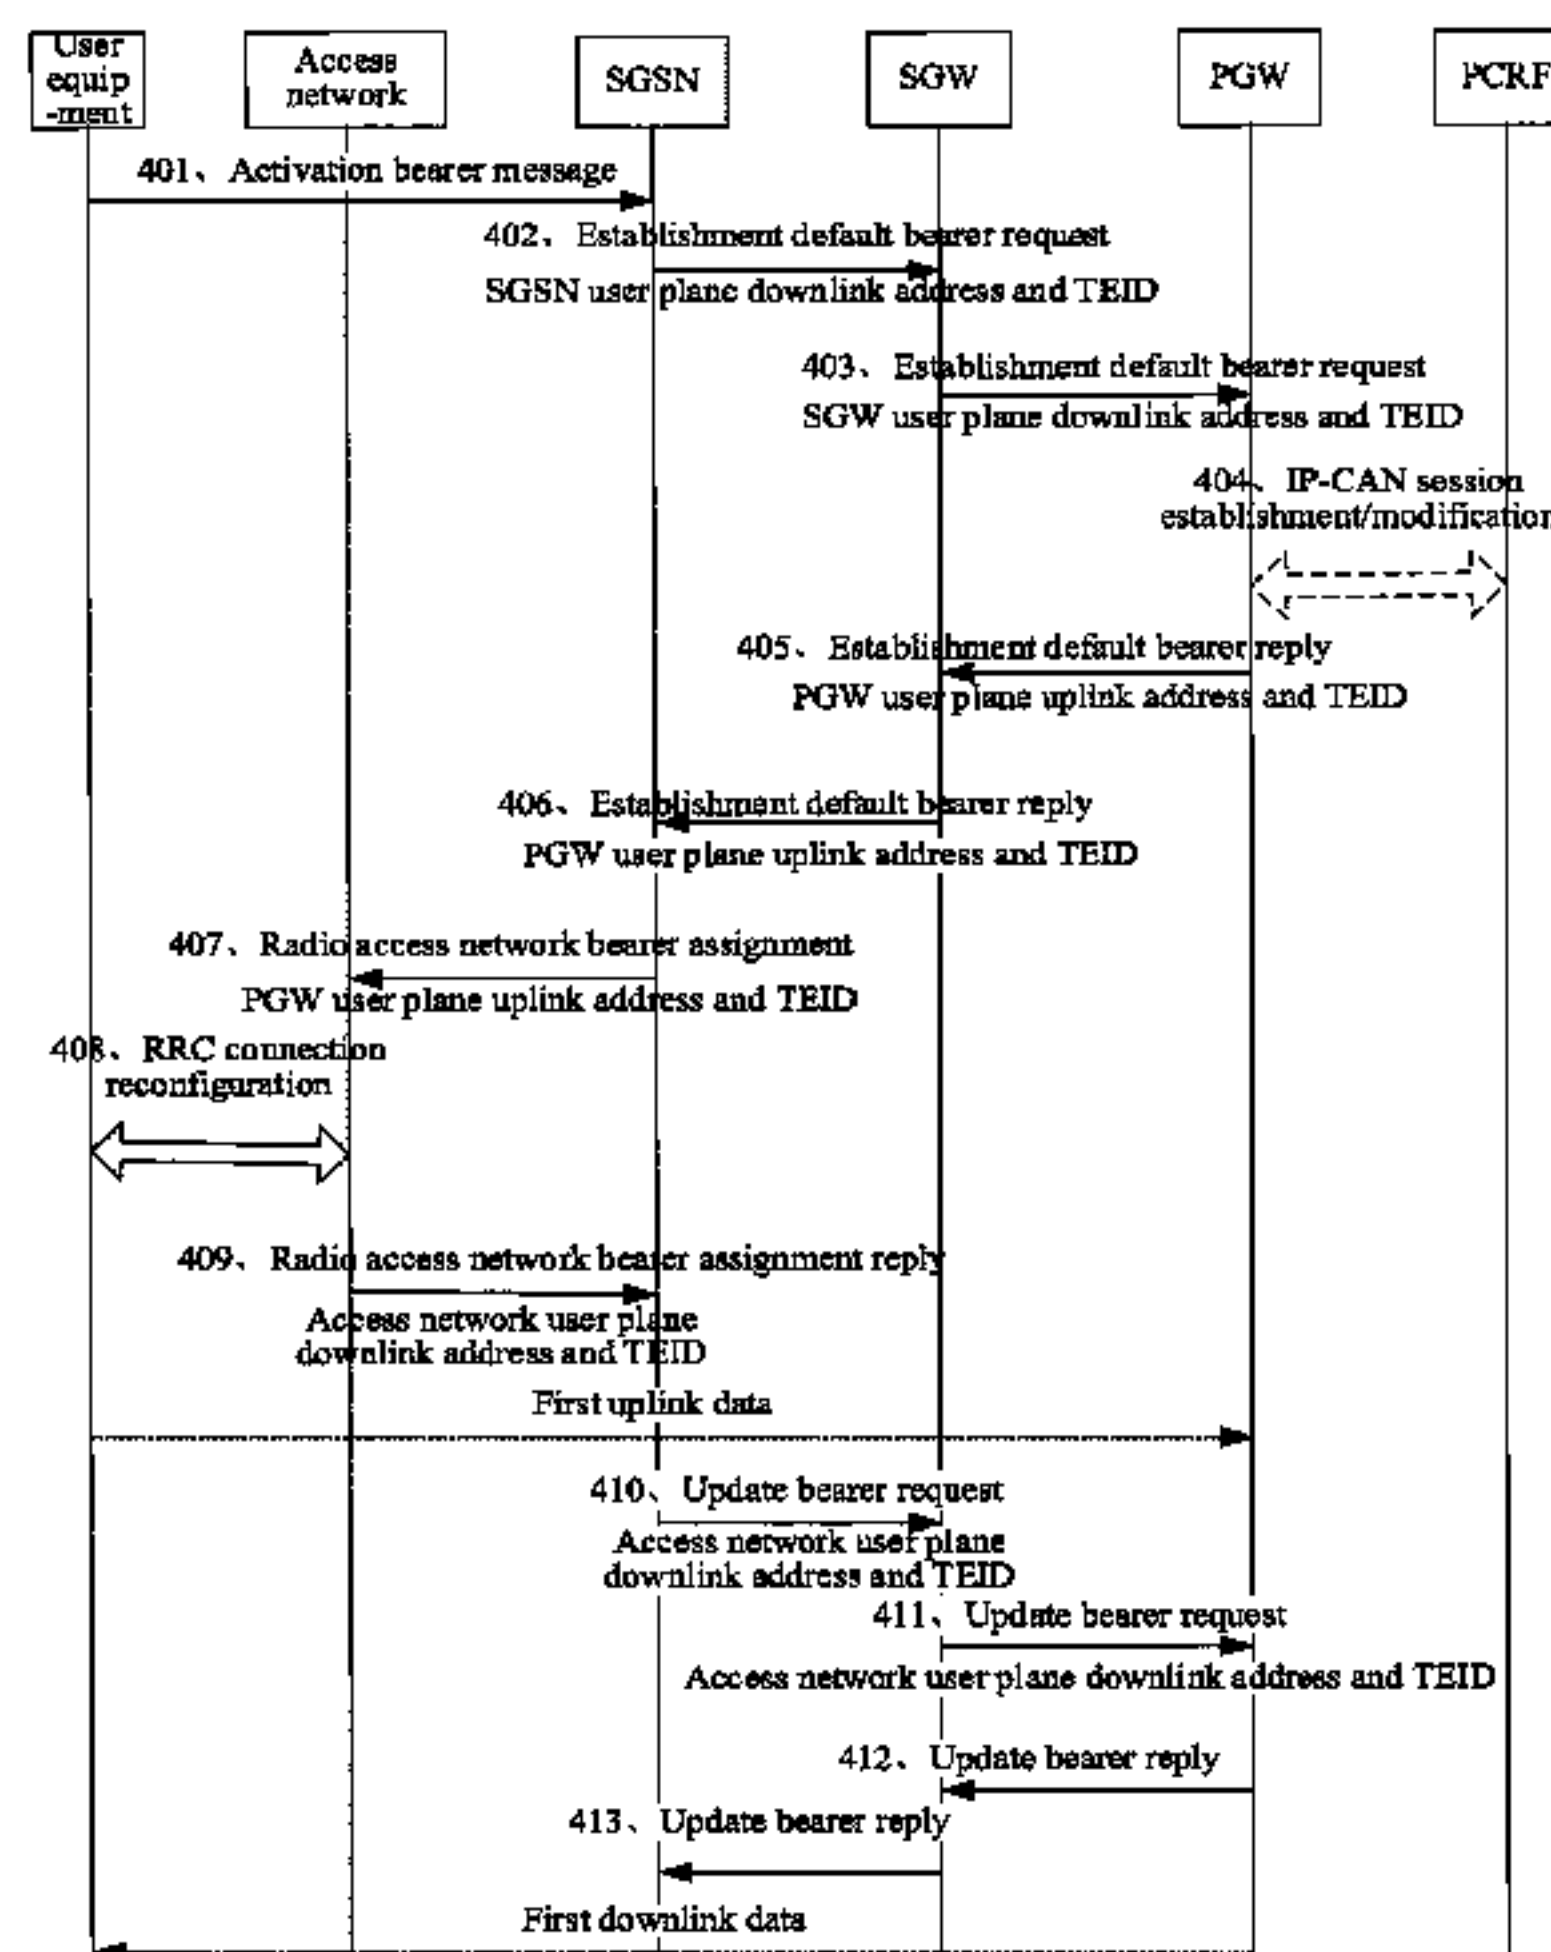 User
equip
-ment
Access
network
SGSN
SGW
PGW
PCRF
401、Activation bearer message
402、Establishment default bearer request
SGSN user plane downlink address and TEID
403、Establishment default bearer request
SGW user plane downlink address and TEID
404、IP-CAN session
establishment/modification
405、Establishment default bearer reply
PGW user plane uplink address and TEID
406、Establishment default bearer reply
PGW user plane uplink address and TEID
407、Radio access network bearer assignment
PGW user plane uplink address and TEID
408、RRC connection
reconfiguration
409、Radio access network bearer assignment reply
Access network user plane
downlink address and TEID
First uplink data
410、Update bearer request
Access network user plane
downlink address and TEID
411、Update bearer request
Access network user plane downlink address and TEID
412、Update bearer reply
413、Update bearer reply
First downlink data